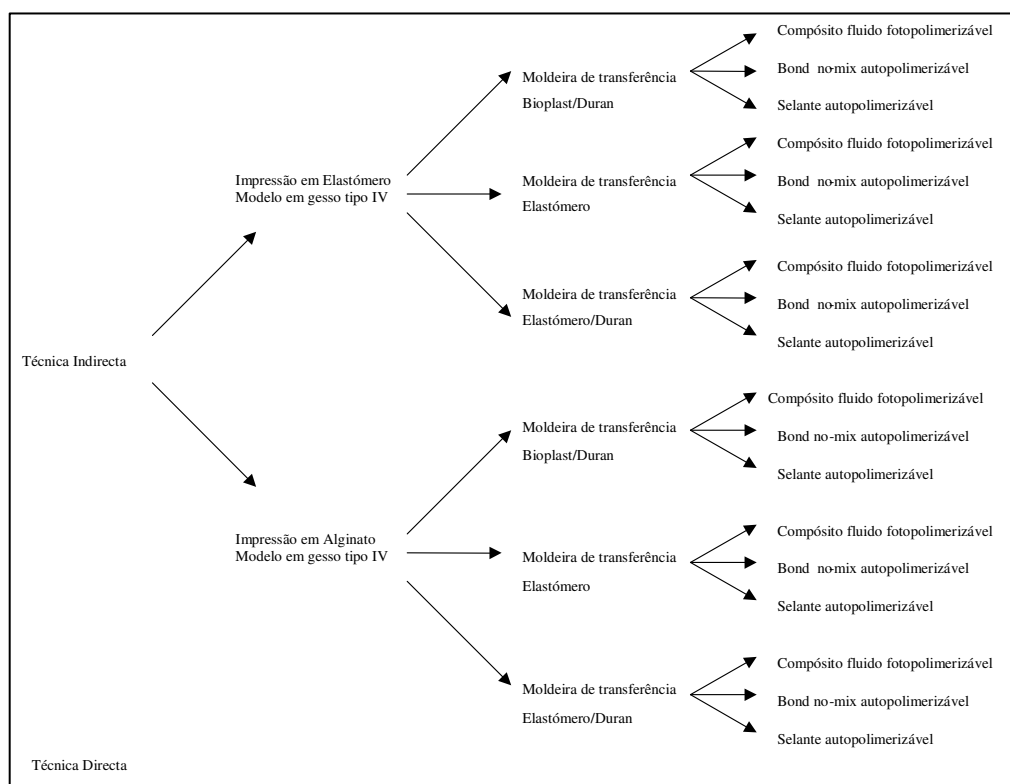 Compósito fluido fotopolimerizável
Moldeira de transferência
Bond no-mix autopolimerizável
Bioplast/Duran
Selante autopolimerizável
Compósito fluido fotopolimerizável
Impressão em Elastómero
Moldeira de transferência
Bond no-mix autopolimerizável
Modelo em gesso tipo IV
Elastómero
Selante autopolimerizável
Compósito fluido fotopolimerizável
Moldeira de transferência
Bond no-mix autopolimerizável
Elastómero/Duran
Selante autopolimerizável
Técnica Indirecta
Compósito fluido fotopolimerizável
Moldeira de transferência
Bond no-mix autopolimerizável
Bioplast/Duran
Selante autopolimerizável
Impressão em Alginato
Modelo em gesso tipo IV
Compósito fluido fotopolimerizável
Moldeira de transferência
Bond no-mix autopolimerizável
Elastómero
Selante autopolimerizável
Compósito fluido fotopolimerizável
Moldeira de transferência
Bond no-mix autopolimerizável
Elastómero/Duran
Selante autopolimerizável
Técnica Directa